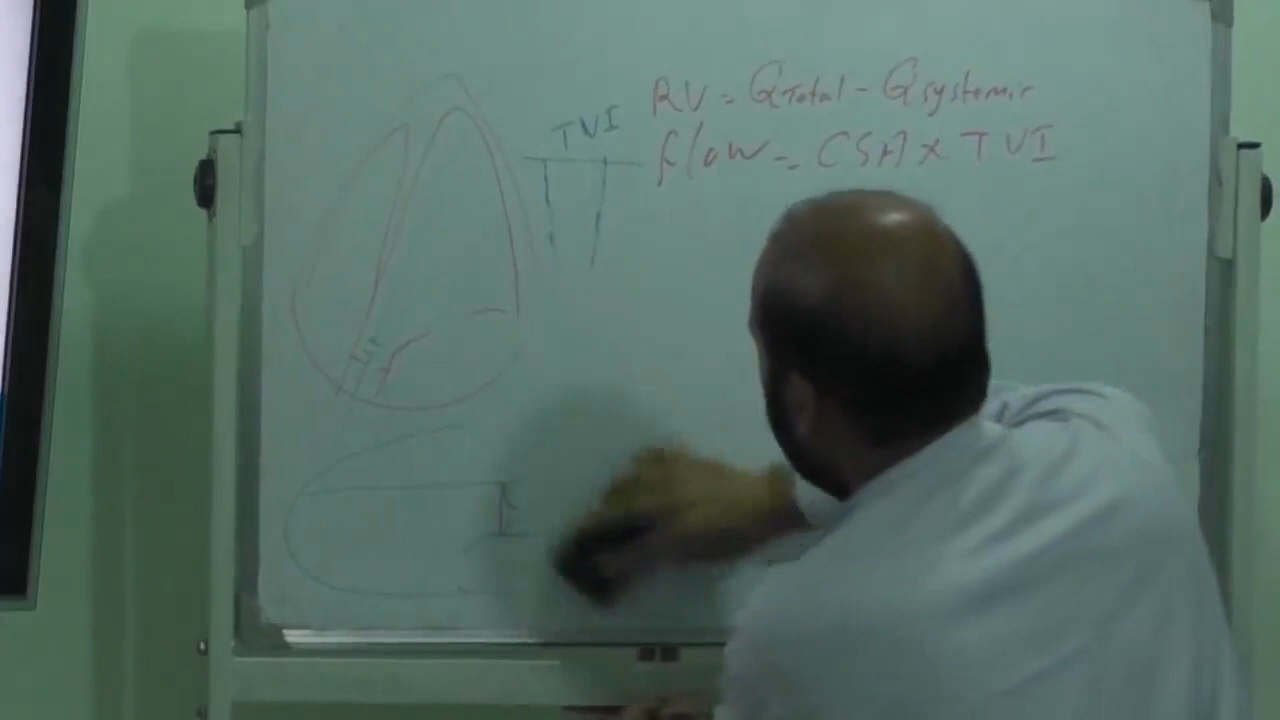 RV = QTotal - Qsystemic
TVI
flow = CSA x TVI